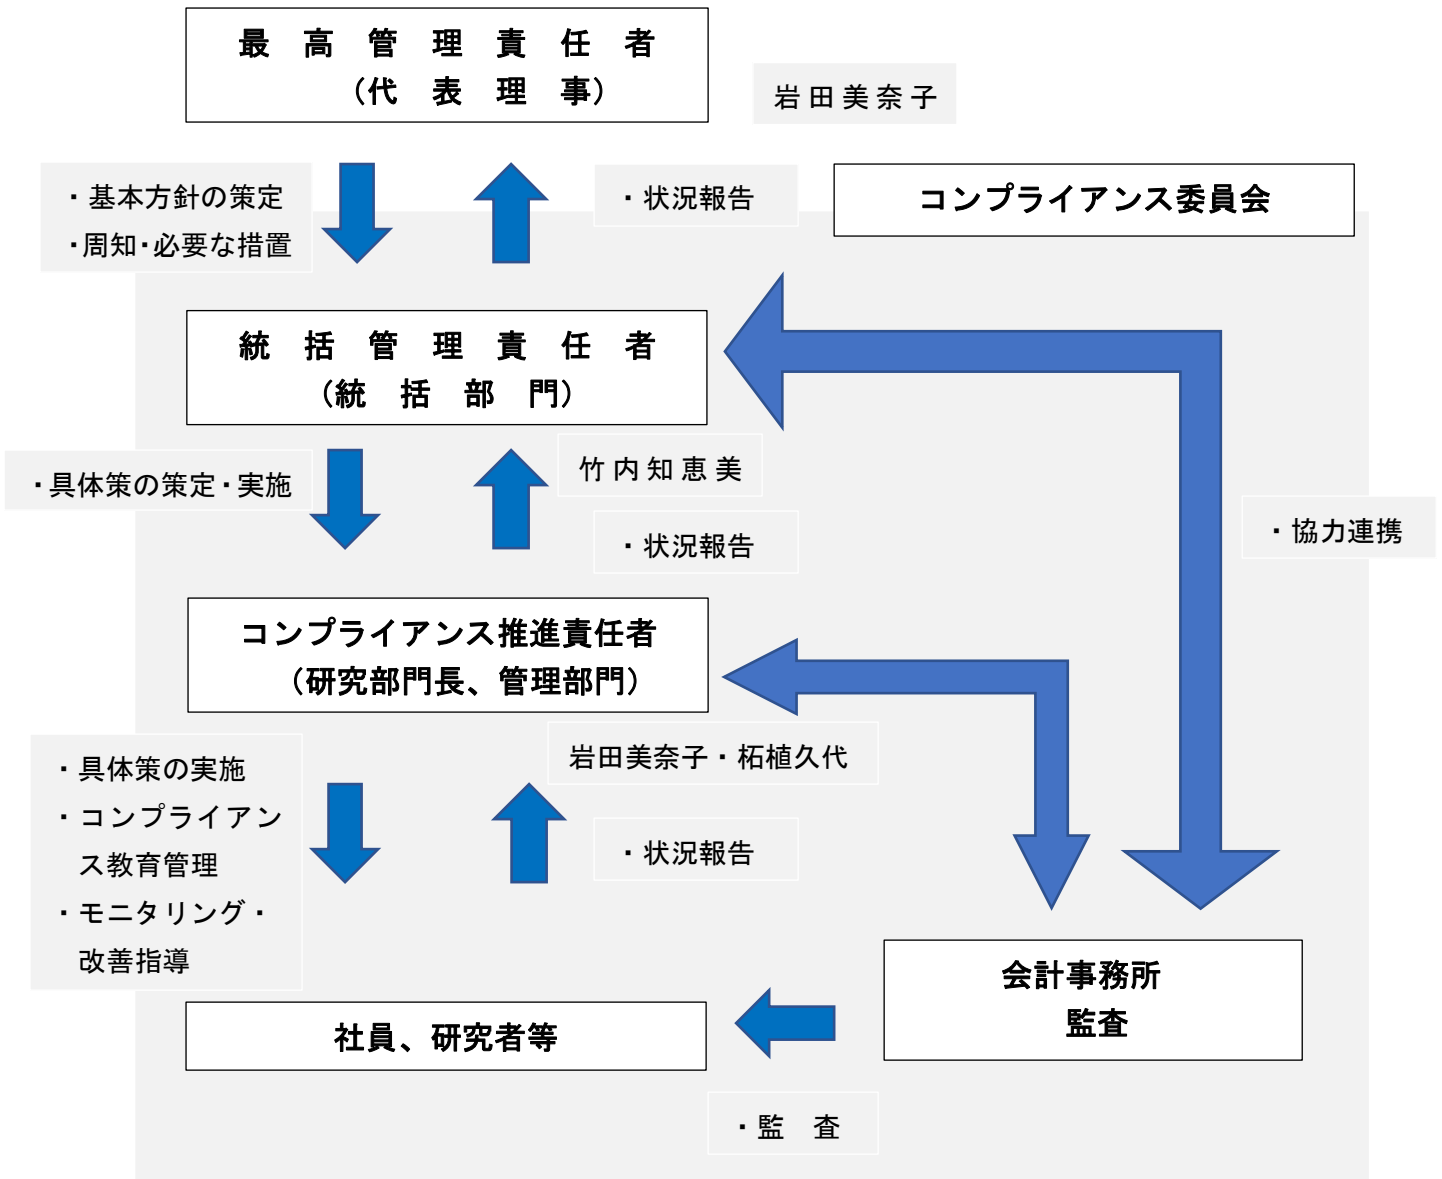 最　高　管　理　責　任　者
（代　表　理　事）
岩田美奈子
・基本方針の策定
・周知・必要な措置
・状況報告
コンプライアンス委員会
統　括　管　理　責　任　者
（統　括　部　門）
竹内知恵美
・具体策の策定・実施
・状況報告
・協力連携
コンプライアンス推進責任者
（研究部門長、管理部門）
岩田美奈子・柘植久代
・具体策の実施
・コンプライアン
ス教育管理
・モニタリング・
改善指導
・状況報告
会計事務所
監査
社員、研究者等
・監　査